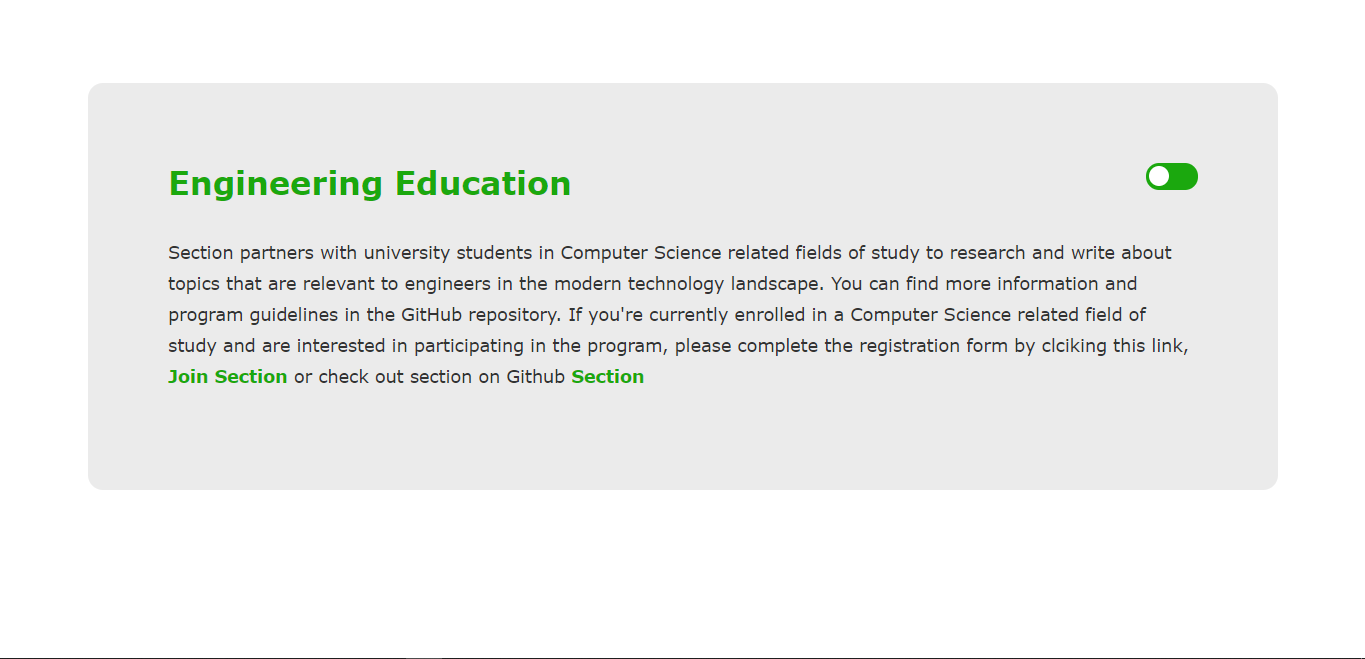 Engineering Education
Section partners with university students in Computer Science related fields of study to research and write about
topics that are relevant to engineers in the modern technology landscape. You can find more information and
program guidelines in the GitHub repository. If you're currently enrolled in a Computer Science related field of
study and are interested in participating in the program, please complete the registration form by clciking this link,
Join Section or check out section on Github Section